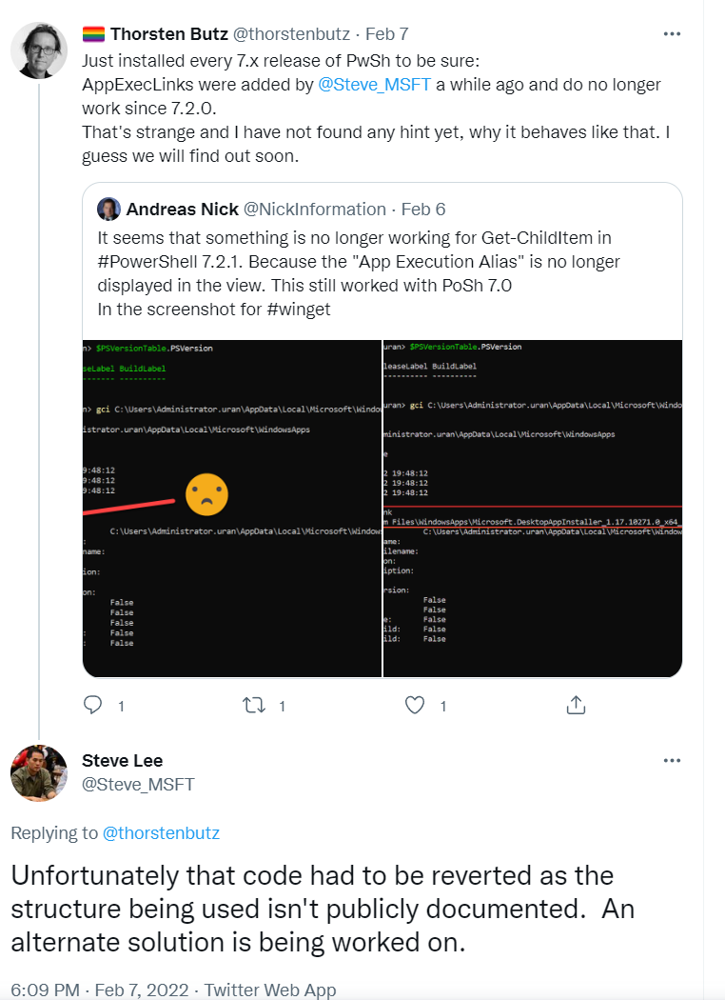 Thorsten Butz @thorstenbutz · Feb 7
Just installed every 7.x release of PwSh to be sure:
AppExecLinks were added by @Steve_MSFT a while ago and do no longer
work since 7.2.0.
That's strange and I have not found any hint yet, why it behaves like that. I
guess we will find out soon.
Andreas Nick @NickInformation · Feb 6
It seems that something is no longer working for Get-ChildItem in
#PowerShell 7.2.1. Because the "App Execution Alias" is no longer
displayed in the view. This still worked with PoSh 7.0
In the screenshot for #winget
n> $PSVersionTable.PSVersion
seLabel BuildLabel
------- ----------
n> gci C:\Users\Administrator.uran\AppData\Local\Microsoft\Window
istrator.uran\AppData\Local\Microsoft\WindowsApps
9:48:12
9:48:12
9:48:12
C:\Users\Administrator.uran\AppData\Local\Microsoft\Window
:
name:
ion:
on:
False
False
False
: False
: False
uran> $PSVersionTable.PSVersion
leaseLabel BuildLabel
---------- ----------
uran> gci C:\Users\Administrator.uran\AppData\Local\Microsoft\Windo
ministrator.uran\AppData\Local\Microsoft\WindowsApps
e
2 19:48:12
2 19:48:12
2 19:48:12
nk
m Files\WindowsApps\Microsoft.DesktopAppInstaller_1.17.10271.0_x64_
C:\Users\Administrator.uran\AppData\Local\Microsoft\Window
ame:
ilename:
on:
iption:
rsion:
False
False
e: False
ild: False
ild: False
1 1 1
Steve Lee
@Steve_MSFT
Replying to @thorstenbutz
Unfortunately that code had to be reverted as the
structure being used isn't publicly documented. An
alternate solution is being worked on.
6:09 PM · Feb 7, 2022 · Twitter Web App